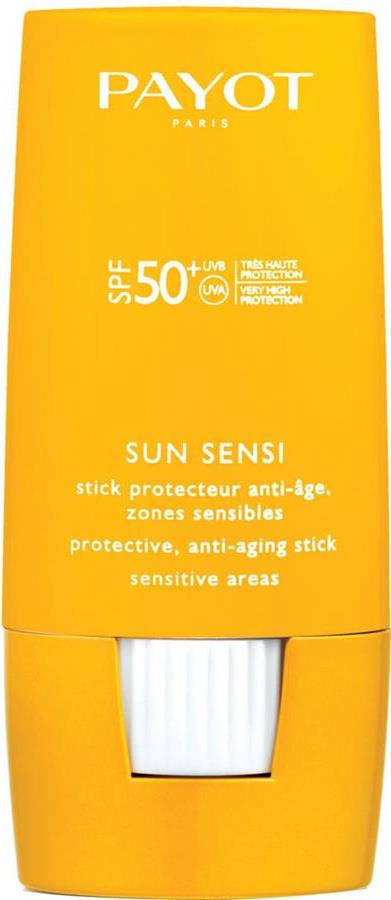 PAYOT
PARIS
SPF 50+ UVB UVA TRÈS HAUTE PROTECTION VERY HIGH PROTECTION
SUN SENSI
stick protecteur anti-âge,
zones sensibles
protective, anti-aging stick
sensitive areas